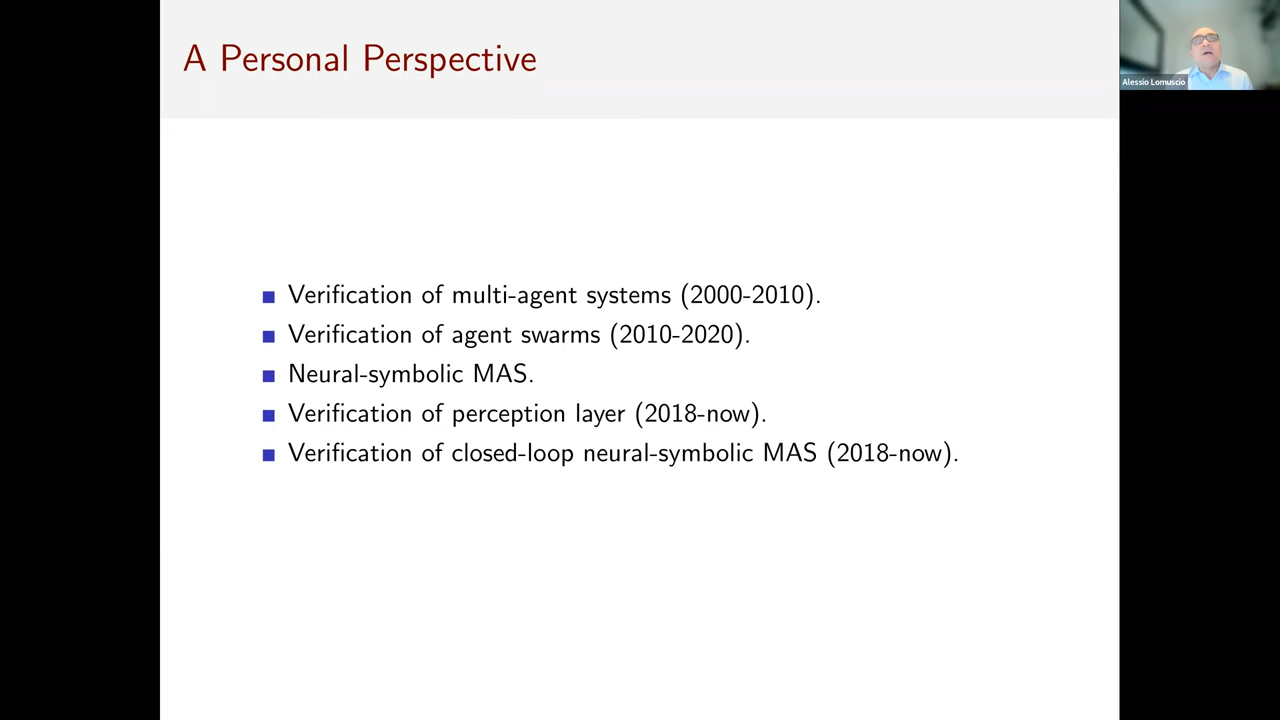 A Personal Perspective
Alessio Lomuscio
Verification of multi-agent systems (2000-2010).
Verification of agent swarms (2010-2020).
Neural-symbolic MAS.
Verification of perception layer (2018-now).
Verification of closed-loop neural-symbolic MAS (2018-now).